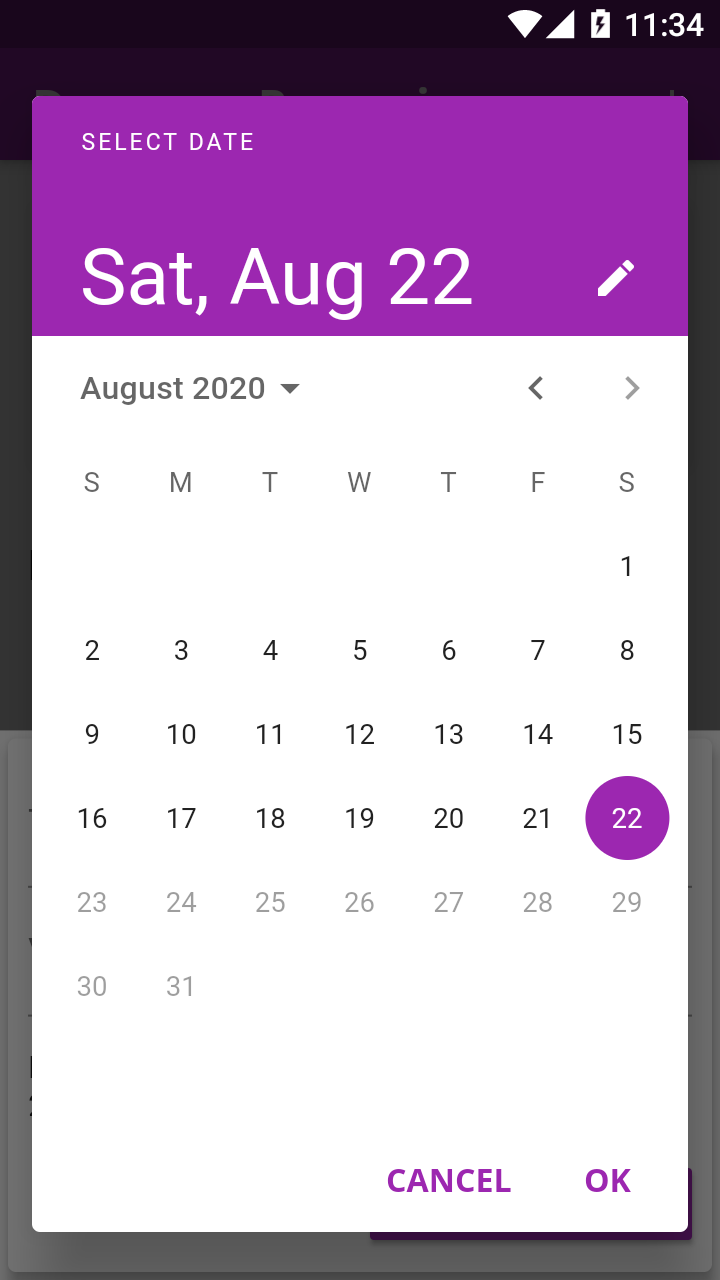 11:34
SELECT DATE
Sat, Aug 22
August 2020
S M T W T F S
1
2 3 4 5 6 7 8
9 10 11 12 13 14 15
16 17 18 19 20 21 22
23 24 25 26 27 28 29
30 31
CANCEL OK